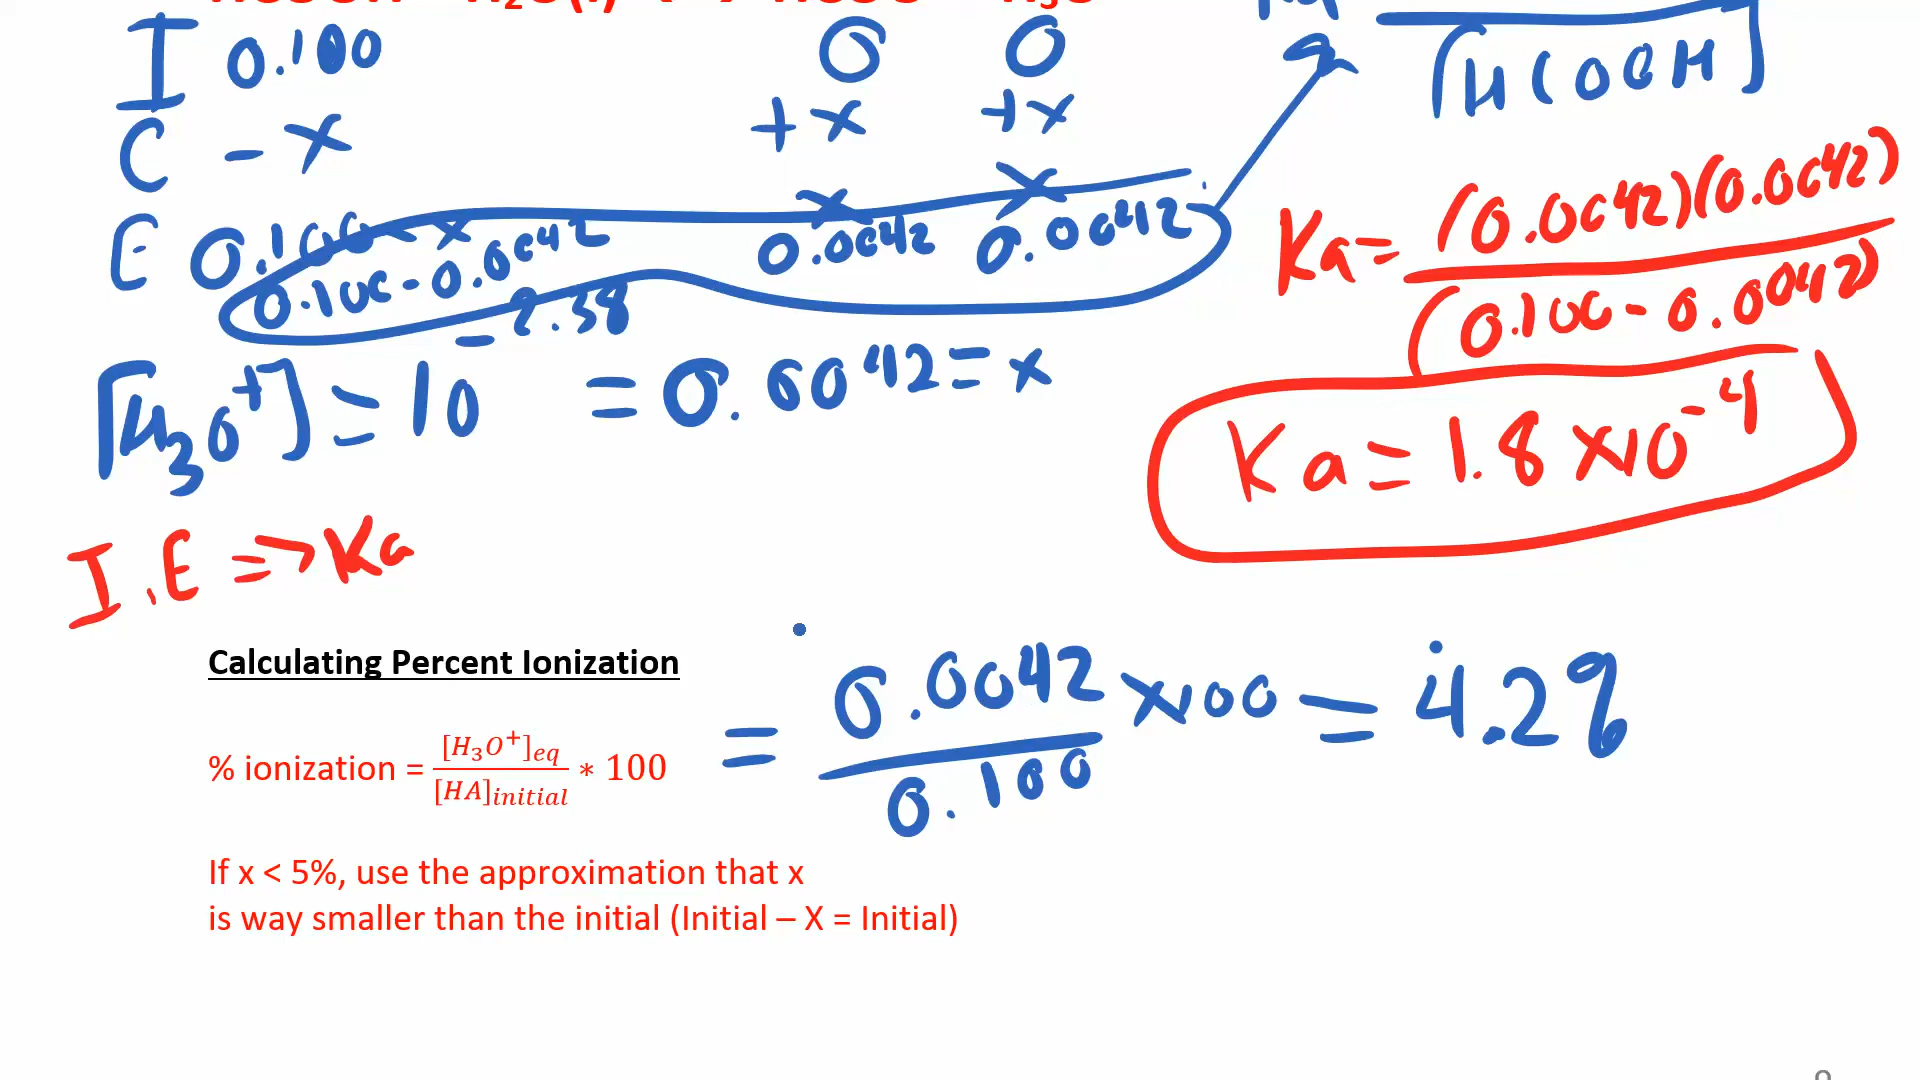 I 0.100 0 0
C - x +x +x
E 0.100 - x x x
0.100 - 0.0042 0.0042 0.0042
[H3O+] = 10^-2.38 = 0.0042 = x
[HCOOH]
Ka = (0.0042)(0.0042)
(0.100 - 0.0042)
Ka = 1.8 x10^-4
I, E => Ka
Calculating Percent Ionization
% ionization = [H3O+]eq / [HA]initial * 100
= 0.0042 / 0.100 x100 = 4.2%
If x < 5%, use the approximation that x
is way smaller than the initial (Initial – X = Initial)